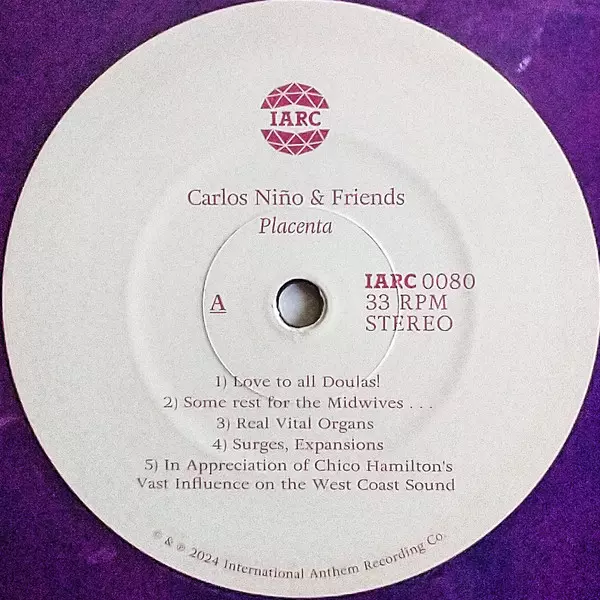 IARC
Carlos Niño & Friends
Placenta
A
IARC 0080
33 RPM
STEREO
1) Love to all Doulas!
2) Some rest for the Midwives . . .
3) Real Vital Organs
4) Surges, Expansions
5) In Appreciation of Chico Hamilton's
Vast Influence on the West Coast Sound
© & ℗ 2024 International Anthem Recording Co.